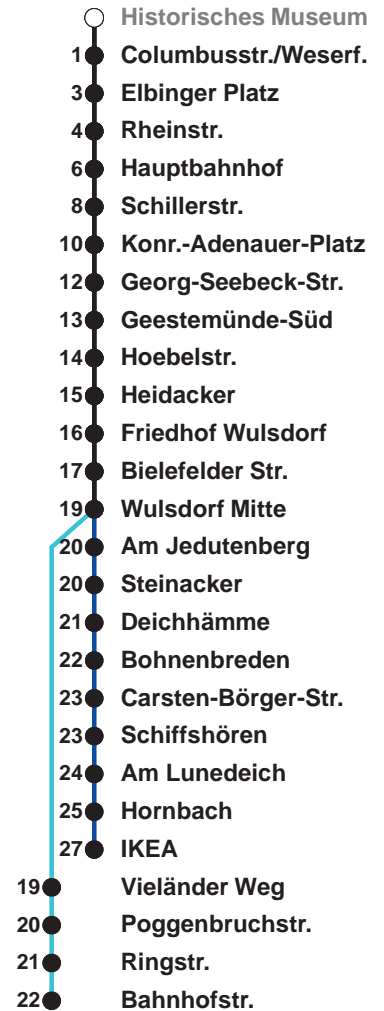 Historisches Museum
1 Columbusstr./Weserf.
3 Elbinger Platz
4 Rheinstr.
6 Hauptbahnhof
8 Schillerstr.
10 Konr.-Adenauer-Platz
12 Georg-Seebeck-Str.
13 Geestemünde-Süd
14 Hoebelstr.
15 Heidacker
16 Friedhof Wulsdorf
17 Bielefelder Str.
19 Wulsdorf Mitte
20 Am Jedutenberg
20 Steinacker
21 Deichhämme
22 Bohnenbreden
23 Carsten-Börger-Str.
23 Schiffshören
24 Am Lunedeich
25 Hornbach
27 IKEA
19 Vieländer Weg
20 Poggenbruchstr.
21 Ringstr.
22 Bahnhofstr.